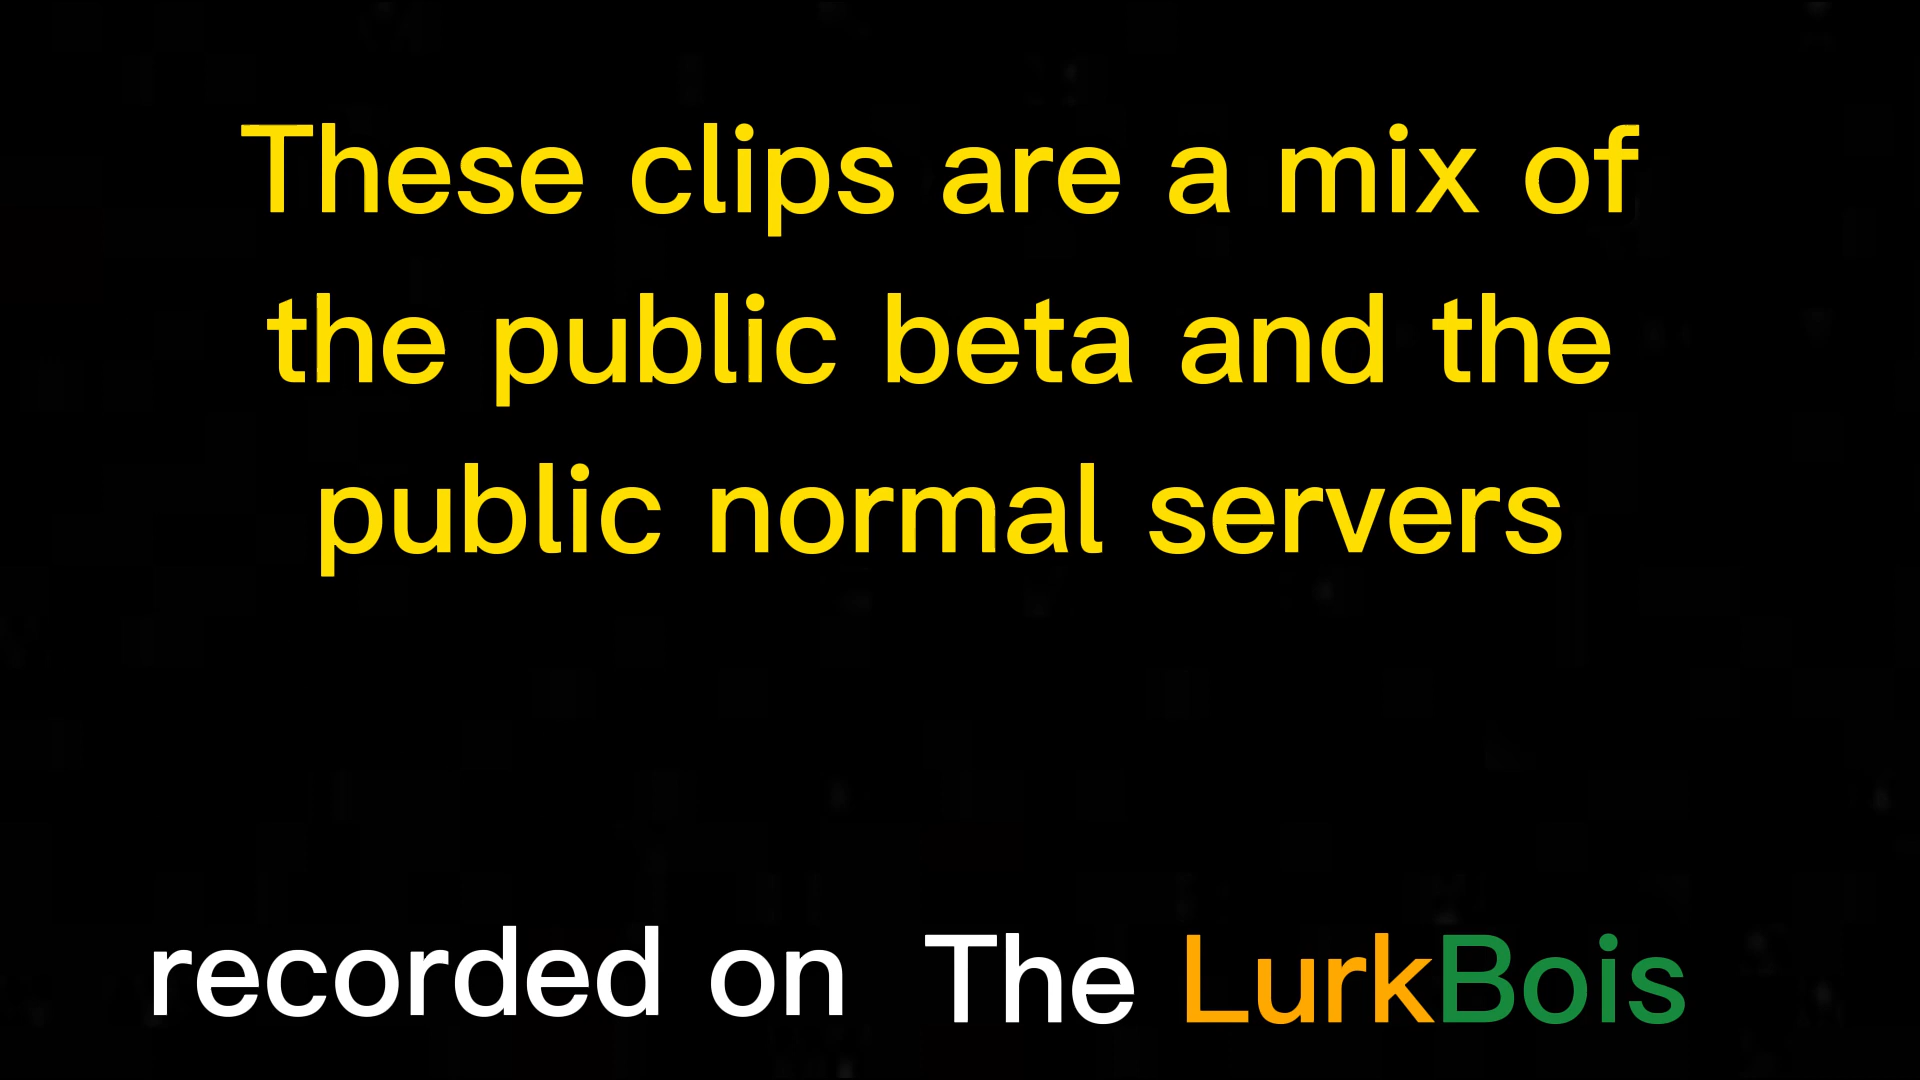 These clips are a mix of
the public beta and the
public normal servers
recorded on The LurkBois